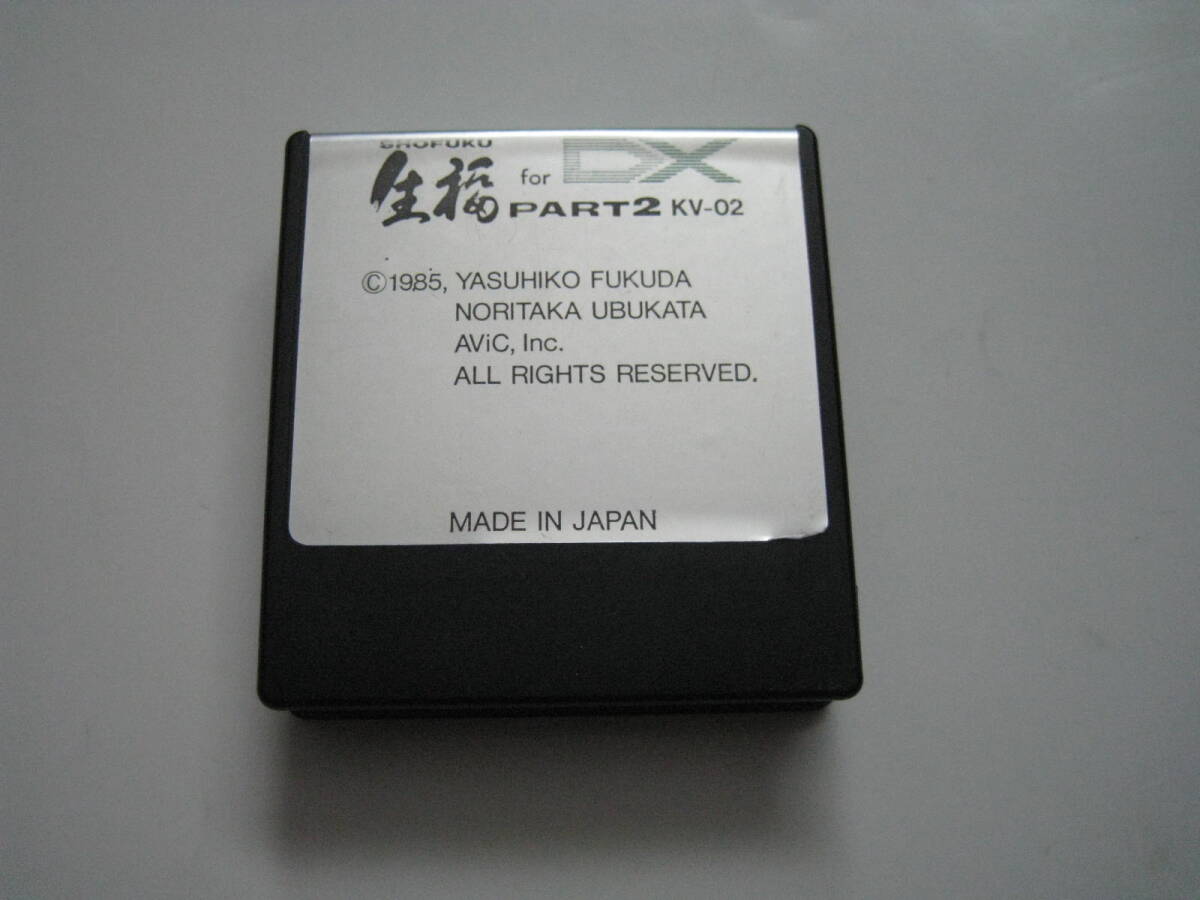 SHOFUKU
生福 for DX
PART2 KV-02
©1985, YASUHIKO FUKUDA
NORITAKA UBUKATA
AViC, Inc.
ALL RIGHTS RESERVED.
MADE IN JAPAN